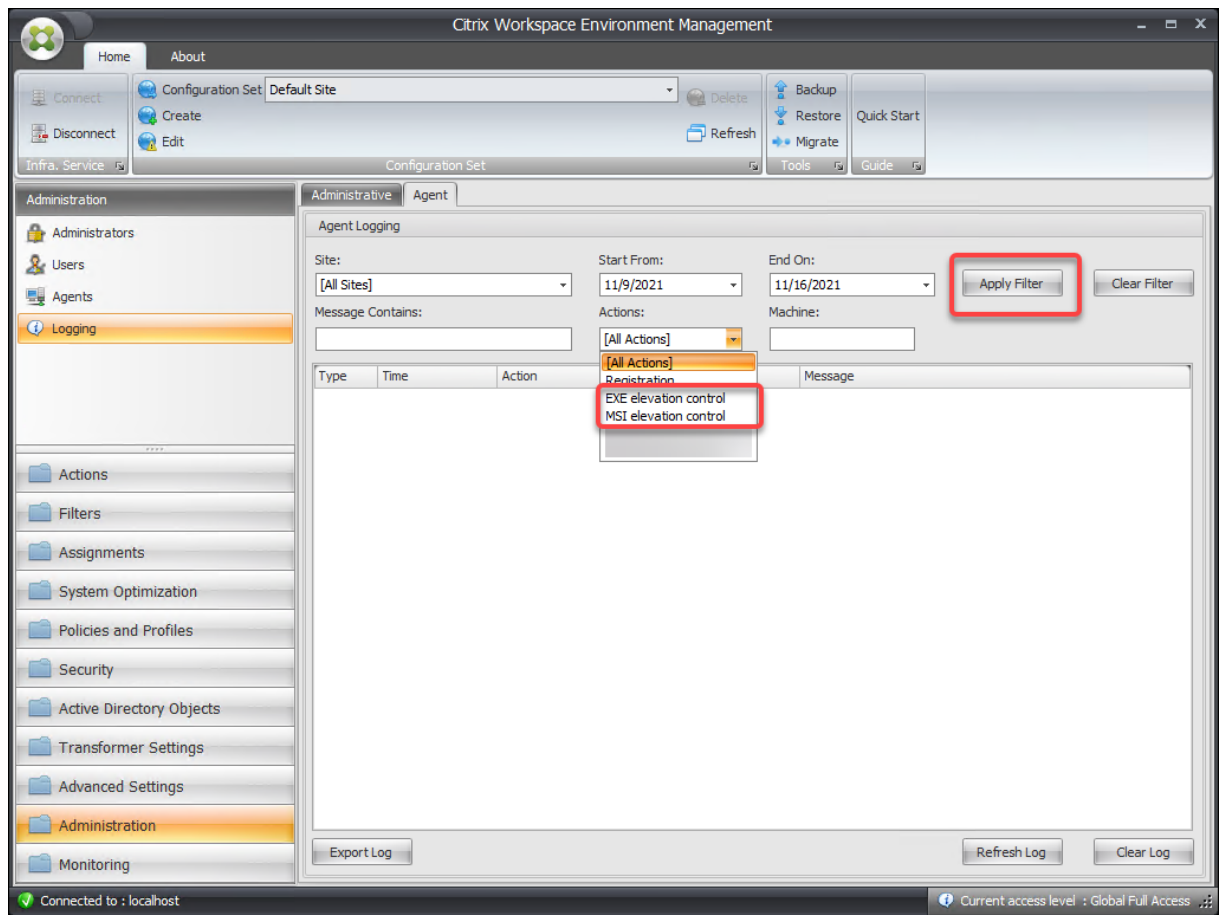 Citrix Workspace Environment Management
Home About
Connect
Disconnect
Infra. Service
Configuration Set Default Site
Create
Edit
Delete
Refresh
Configuration Set
Backup
Restore
Migrate
Tools
Quick Start
Guide
Administration
Administrators
Users
Agents
Logging
Actions
Filters
Assignments
System Optimization
Policies and Profiles
Security
Active Directory Objects
Transformer Settings
Advanced Settings
Administration
Monitoring
Administrative Agent
Agent Logging
Site: Start From: End On:
[All Sites] 11/9/2021 11/16/2021 Apply Filter Clear Filter
Message Contains: Actions: Machine:
[All Actions]
[All Actions]
Registration
EXE elevation control
MSI elevation control
Type Time Action Message
Export Log Refresh Log Clear Log
Connected to : localhost Current access level : Global Full Access